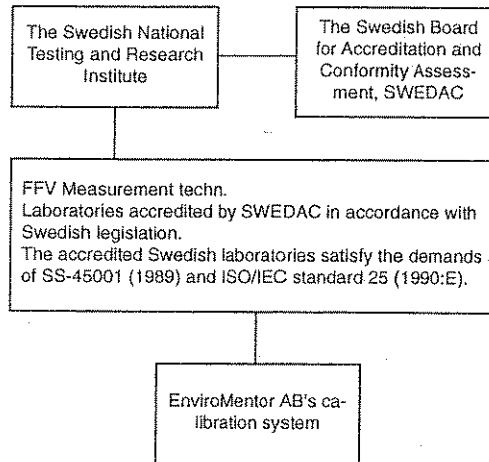 The Swedish National
Testing and Research
Institute
The Swedish Board
for Accreditation and
Conformity Assess-
ment, SWEDAC
FFV Measurement techn.
Laboratories accredited by SWEDAC in accordance with
Swedish legislation.
The accredited Swedish laboratories satisfy the demands
of SS-45001 (1989) and ISO/IEC standard 25 (1990:E).
EnviroMentor AB's ca-
libration system